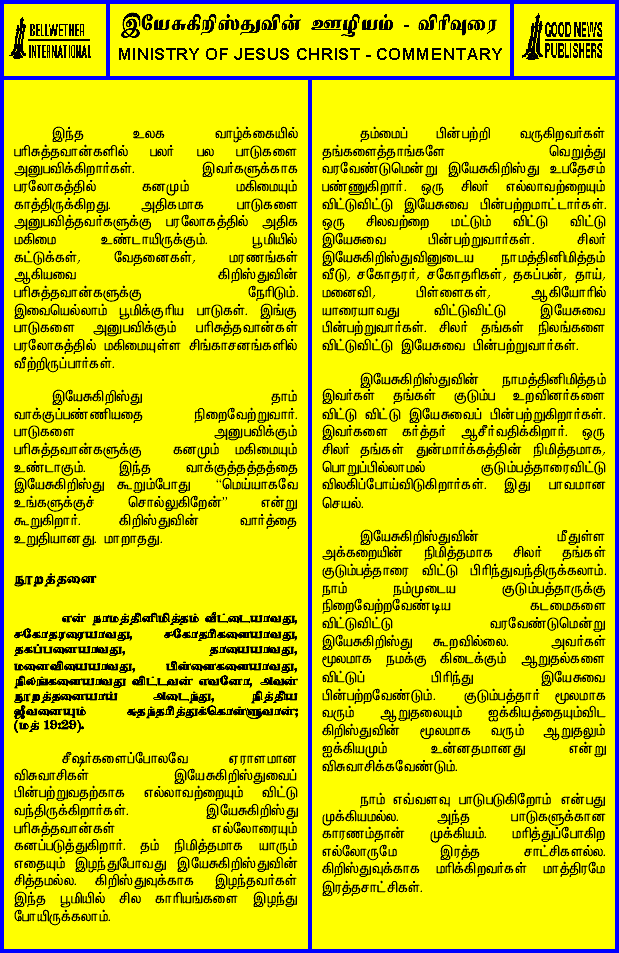 BELLWETHER
INTERNATIONAL
இயேசுகிறிஸ்துவின் ஊழியம் - விரிவுரை
MINISTRY OF JESUS CHRIST - COMMENTARY
GOOD NEWS
PUBLISHERS
இந்த உலக வாழ்க்கையில்
பரிசுத்தவான்களில் பலர் பல பாடுகளை
அனுபவிக்கிறார்கள். இவர்களுக்காக
பரலோகத்தில் கனமும் மகிமையும்
காத்திருக்கிறது. அதிகமாக பாடுகளை
அனுபவித்தவர்களுக்கு பரலோகத்தில் அதிக
மகிமை உண்டாயிருக்கும். பூமியில்
கட்டுக்கள், வேதனைகள், மரணங்கள்
ஆகியவை கிறிஸ்துவின்
பரிசுத்தவான்களுக்கு நேரிடும்.
இவையெல்லாம் பூமிக்குரிய பாடுகள். இங்கு
பாடுகளை அனுபவிக்கும் பரிசுத்தவான்கள்
பரலோகத்தில் மகிமையுள்ள சிங்காசனங்களில்
வீற்றிருப்பார்கள்.
இயேசுகிறிஸ்து தாம்
வாக்குப்பண்ணியதை நிறைவேற்றுவார்.
பாடுகளை அனுபவிக்கும்
பரிசுத்தவான்களுக்கு கனமும் மகிமையும்
உண்டாகும். இந்த வாக்குத்தத்தத்தை
இயேசுகிறிஸ்து கூறும்போது “மெய்யாகவே
உங்களுக்குச் சொல்லுகிறேன்” என்று
கூறுகிறார். கிறிஸ்துவின் வார்த்தை
உறுதியானது. மாறாதது.
நூறத்தனை
என் நாமத்தினிமித்தம் வீட்டையாவது,
சகோதரரையாவது, சகோதரிகளையாவது,
தகப்பனையாவது, தாயையாவது,
மனைவியையாவது, பிள்ளைகளையாவது,
நிலங்களையாவது விட்டவன் எவனோ, அவன்
நூறத்தனையாய் அடைந்து, நித்திய
ஜீவனையும் சுதந்தரித்துக்கொள்ளுவான்;
(மத் 19:29).
சீஷர்களைப்போலவே ஏராளமான
விசுவாசிகள் இயேசுகிறிஸ்துவைப்
பின்பற்றுவதற்காக எல்லாவற்றையும் விட்டு
வந்திருக்கிறார்கள். இயேசுகிறிஸ்து
பரிசுத்தவான்கள் எல்லோரையும்
கனப்படுத்துகிறார். தம் நிமித்தமாக யாரும்
எதையும் இழந்துபோவது இயேசுகிறிஸ்துவின்
சித்தமல்ல. கிறிஸ்துவுக்காக இழந்தவர்கள்
இந்த பூமியில் சில காரியங்களை இழந்து
போயிருக்கலாம்.
தம்மைப் பின்பற்றி வருகிறவர்கள்
தங்களைத்தாங்களே வெறுத்து
வரவேண்டுமென்று இயேசுகிறிஸ்து உபதேசம்
பண்ணுகிறார். ஒரு சிலர் எல்லாவற்றையும்
விட்டுவிட்டு இயேசுவை பின்பற்றமாட்டார்கள்.
ஒரு சிலவற்றை மட்டும் விட்டு விட்டு
இயேசுவை பின்பற்றுவார்கள். சிலர்
இயேசுகிறிஸ்துவினுடைய நாமத்தினிமித்தம்
வீடு, சகோதரர், சகோதரிகள், தகப்பன், தாய்,
மனைவி, பிள்ளைகள், ஆகியோரில்
யாரையாவது விட்டுவிட்டு இயேசுவை
பின்பற்றுவார்கள். சிலர் தங்கள் நிலங்களை
விட்டுவிட்டு இயேசுவை பின்பற்றுவார்கள்.
இயேசுகிறிஸ்துவின் நாமத்தினிமித்தம்
இவர்கள் தங்கள் குடும்ப உறவினர்களை
விட்டு விட்டு இயேசுவைப் பின்பற்றுகிறார்கள்.
இவர்களை கர்த்தர் ஆசீர்வதிக்கிறார். ஒரு
சிலர் தங்கள் துன்மார்க்கத்தின் நிமித்தமாக,
பொறுப்பில்லாமல் குடும்பத்தாரைவிட்டு
விலகிப்போய்விடுகிறார்கள். இது பாவமான
செயல்.
இயேசுகிறிஸ்துவின் மீதுள்ள
அக்கறையின் நிமித்தமாக சிலர் தங்கள்
குடும்பத்தாரை விட்டு பிரிந்துவந்திருக்கலாம்.
நாம் நம்முடைய குடும்பத்தாருக்கு
நிறைவேற்றவேண்டிய கடமைகளை
விட்டுவிட்டு வரவேண்டுமென்று
இயேசுகிறிஸ்து கூறவில்லை. அவர்கள்
மூலமாக நமக்கு கிடைக்கும் ஆறுதல்களை
விட்டுப் பிரிந்து இயேசுவை
பின்பற்றவேண்டும். குடும்பத்தார் மூலமாக
வரும் ஆறுதலையும் ஐக்கியத்தையும்விட
கிறிஸ்துவின் மூலமாக வரும் ஆறுதலும்
ஐக்கியமும் உன்னதமானது என்று
விசுவாசிக்கவேண்டும்.
நாம் எவ்வளவு பாடுபடுகிறோம் என்பது
முக்கியமல்ல. அந்த பாடுகளுக்கான
காரணம்தான் முக்கியம். மரித்துப்போகிற
எல்லோருமே இரத்த சாட்சிகளல்ல.
கிறிஸ்துவுக்காக மரிக்கிறவர்கள் மாத்திரமே
இரத்தசாட்சிகள்.